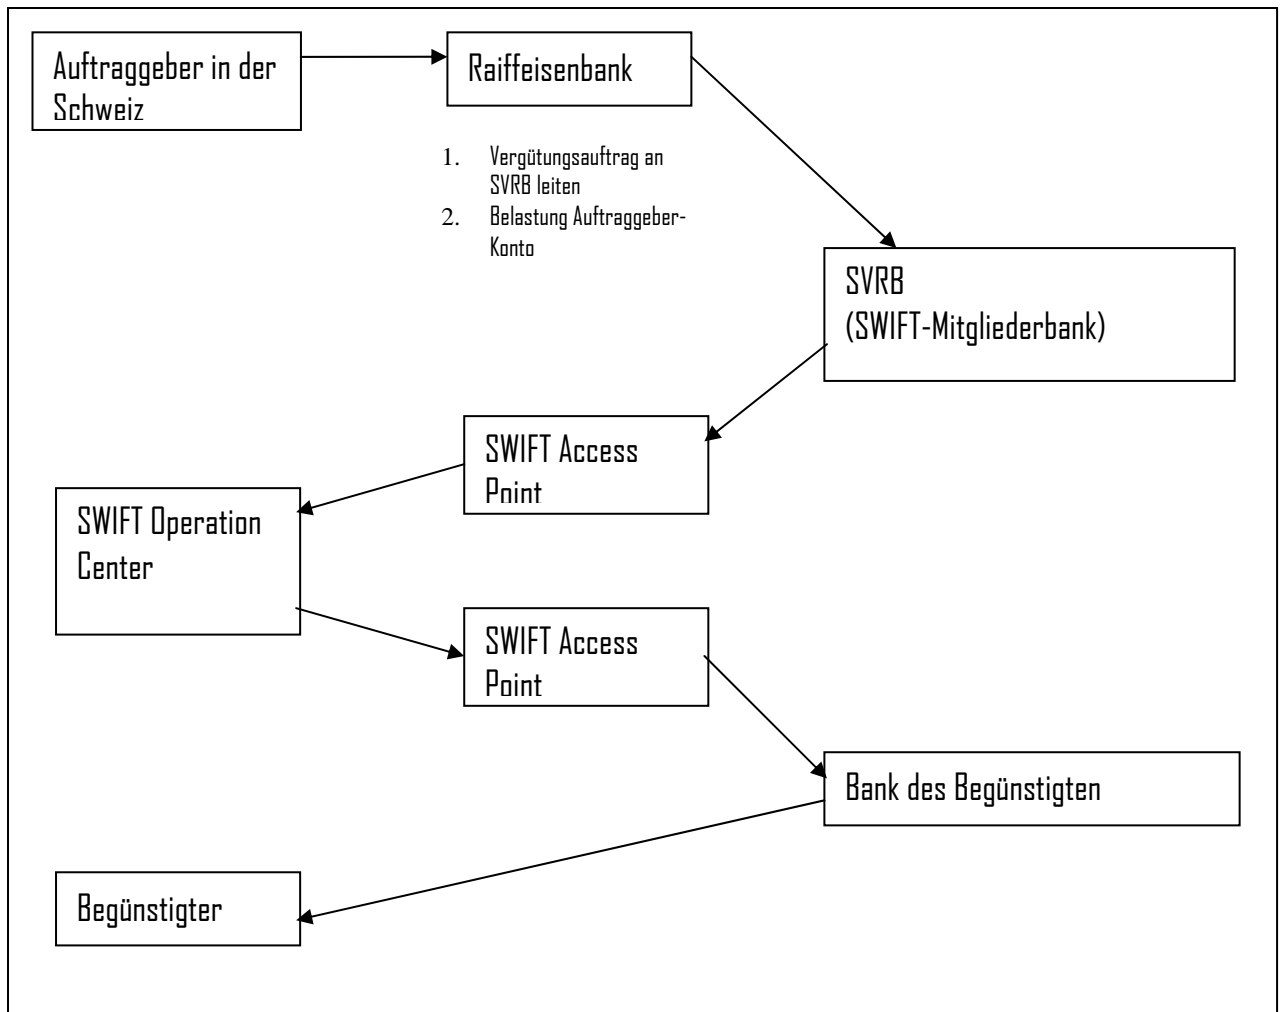 Auftraggeber in der
Schweiz
Raiffeisenbank
1. Vergütungsauftrag an
SVRB leiten
2. Belastung Auftraggeber-
Konto
SVRB
(SWIFT-Mitgliederbank)
SWIFT Access
Point
SWIFT Operation
Center
SWIFT Access
Point
Bank des Begünstigten
Begünstigter